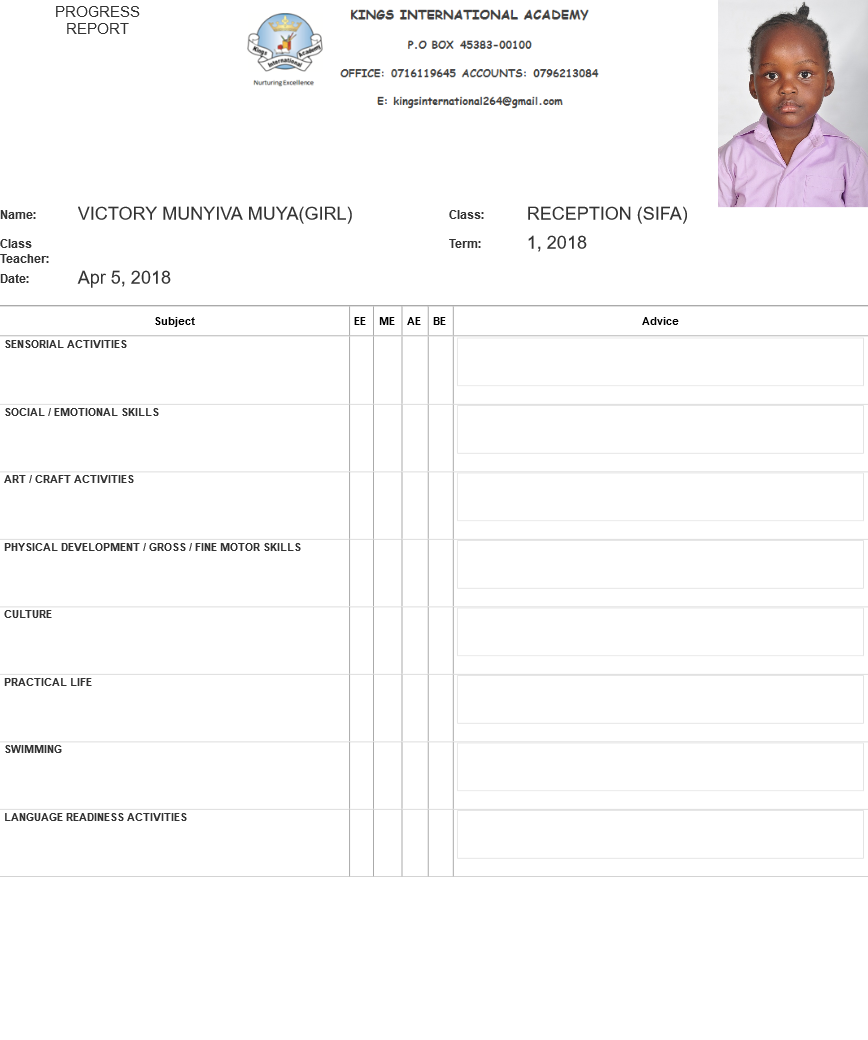 PROGRESS
REPORT
KINGS INTERNATIONAL ACADEMY
P.O BOX 45383-00100
OFFICE: 0716119645 ACCOUNTS: 0796213084
E: kingsinternational264@gmail.com
Kings International Academy
Nurturing Excellence
Name: VICTORY MUNYIVA MUYA(GIRL) Class: RECEPTION (SIFA)
Class Term: 1, 2018
Teacher:
Date: Apr 5, 2018
Subject EE ME AE BE Advice
SENSORIAL ACTIVITIES
SOCIAL / EMOTIONAL SKILLS
ART / CRAFT ACTIVITIES
PHYSICAL DEVELOPMENT / GROSS / FINE MOTOR SKILLS
CULTURE
PRACTICAL LIFE
SWIMMING
LANGUAGE READINESS ACTIVITIES